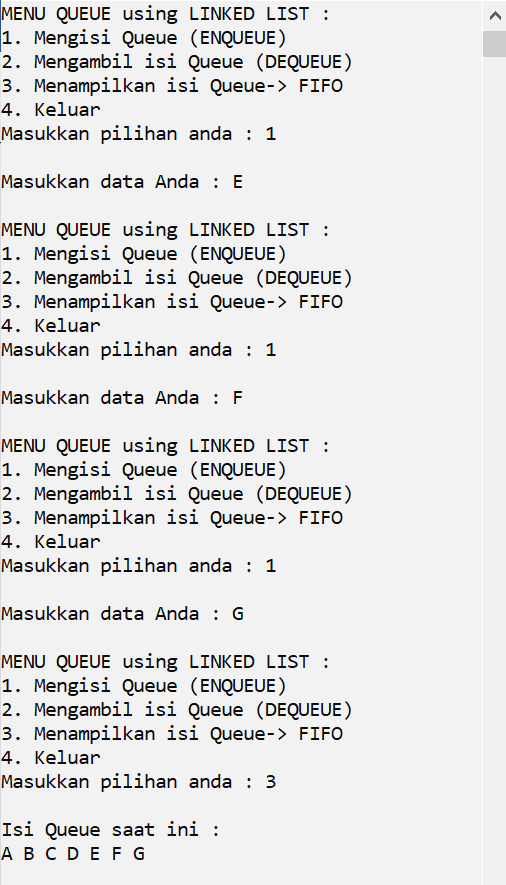 MENU QUEUE using LINKED LIST :
1. Mengisi Queue (ENQUEUE)
2. Mengambil isi Queue (DEQUEUE)
3. Menampilkan isi Queue-> FIFO
4. Keluar
Masukkan pilihan anda : 1
Masukkan data Anda : E
MENU QUEUE using LINKED LIST :
1. Mengisi Queue (ENQUEUE)
2. Mengambil isi Queue (DEQUEUE)
3. Menampilkan isi Queue-> FIFO
4. Keluar
Masukkan pilihan anda : 1
Masukkan data Anda : F
MENU QUEUE using LINKED LIST :
1. Mengisi Queue (ENQUEUE)
2. Mengambil isi Queue (DEQUEUE)
3. Menampilkan isi Queue-> FIFO
4. Keluar
Masukkan pilihan anda : 1
Masukkan data Anda : G
MENU QUEUE using LINKED LIST :
1. Mengisi Queue (ENQUEUE)
2. Mengambil isi Queue (DEQUEUE)
3. Menampilkan isi Queue-> FIFO
4. Keluar
Masukkan pilihan anda : 3
Isi Queue saat ini :
A B C D E F G